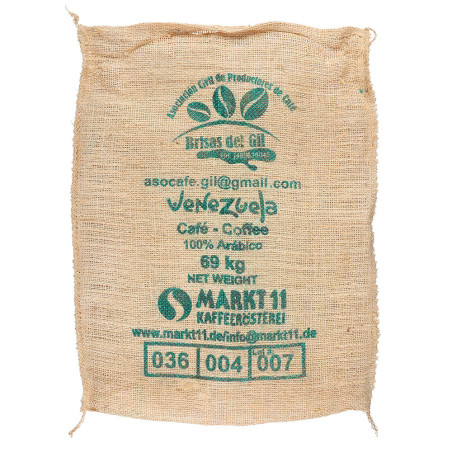 Asociación Civil de Productores de Café
Brisas del Gil
asocafe.gil@gmail.com
Venezuela
Café - Coffee
100% Arábico
69 kg
NET WEIGHT
MARKT 11
KAFFEERÖSTEREI
www.markt11.de/info@markt11.de
Lot #:
036 004 007